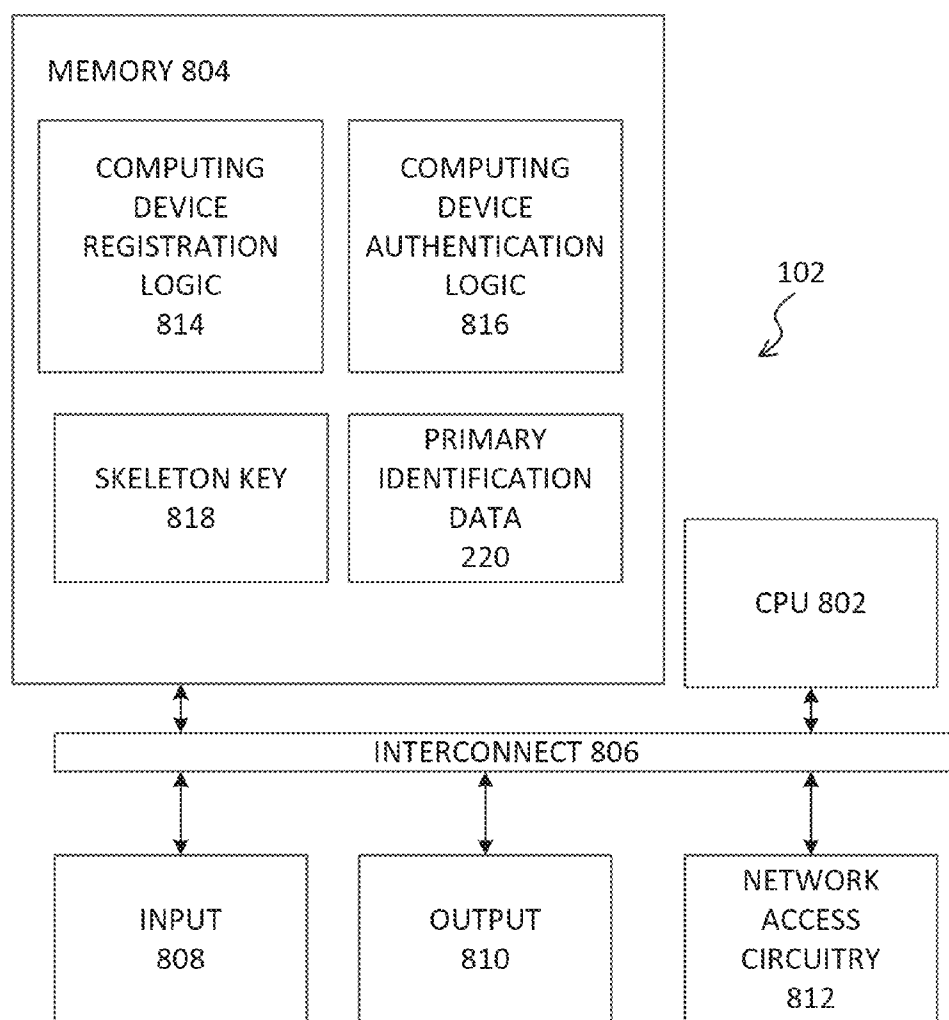 MEMORY 804
COMPUTING
DEVICE
REGISTRATION
LOGIC
814
COMPUTING
DEVICE
AUTHENTICATION
LOGIC
816
102
SKELETON KEY
818
PRIMARY
IDENTIFICATION
DATA
220
CPU 802
INTERCONNECT 806
INPUT
808
OUTPUT
810
NETWORK
ACCESS
CIRCUITRY
812